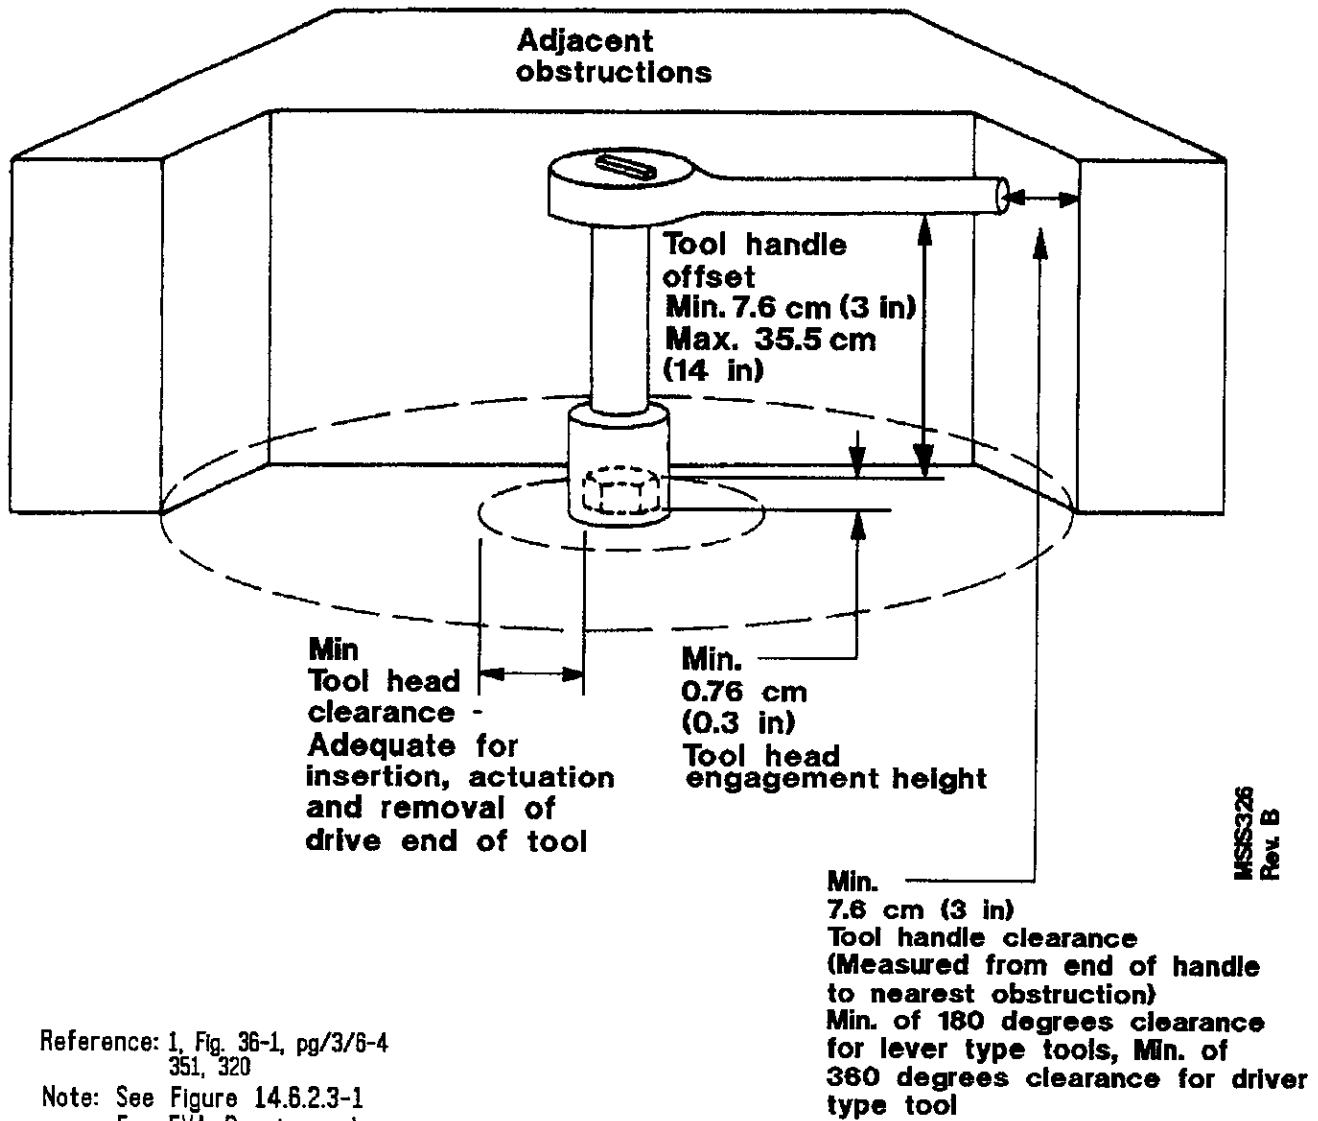 Adjacent
obstructions
Tool handle
offset
Min. 7.6 cm (3 in)
Max. 35.5 cm
(14 in)
Min
Tool head
clearance -
Adequate for
insertion, actuation
and removal of
drive end of tool
Min.
0.76 cm
(0.3 in)
Tool head
engagement height
MSIS326
Rev. B
Min.
7.6 cm (3 in)
Tool handle clearance
(Measured from end of handle
to nearest obstruction)
Min. of 180 degrees clearance
for lever type tools, Min. of
360 degrees clearance for driver
type tool
Reference: 1, Fig. 36-1, pg/3/6-4
351, 320
Note: See Figure 14.6.2.3-1